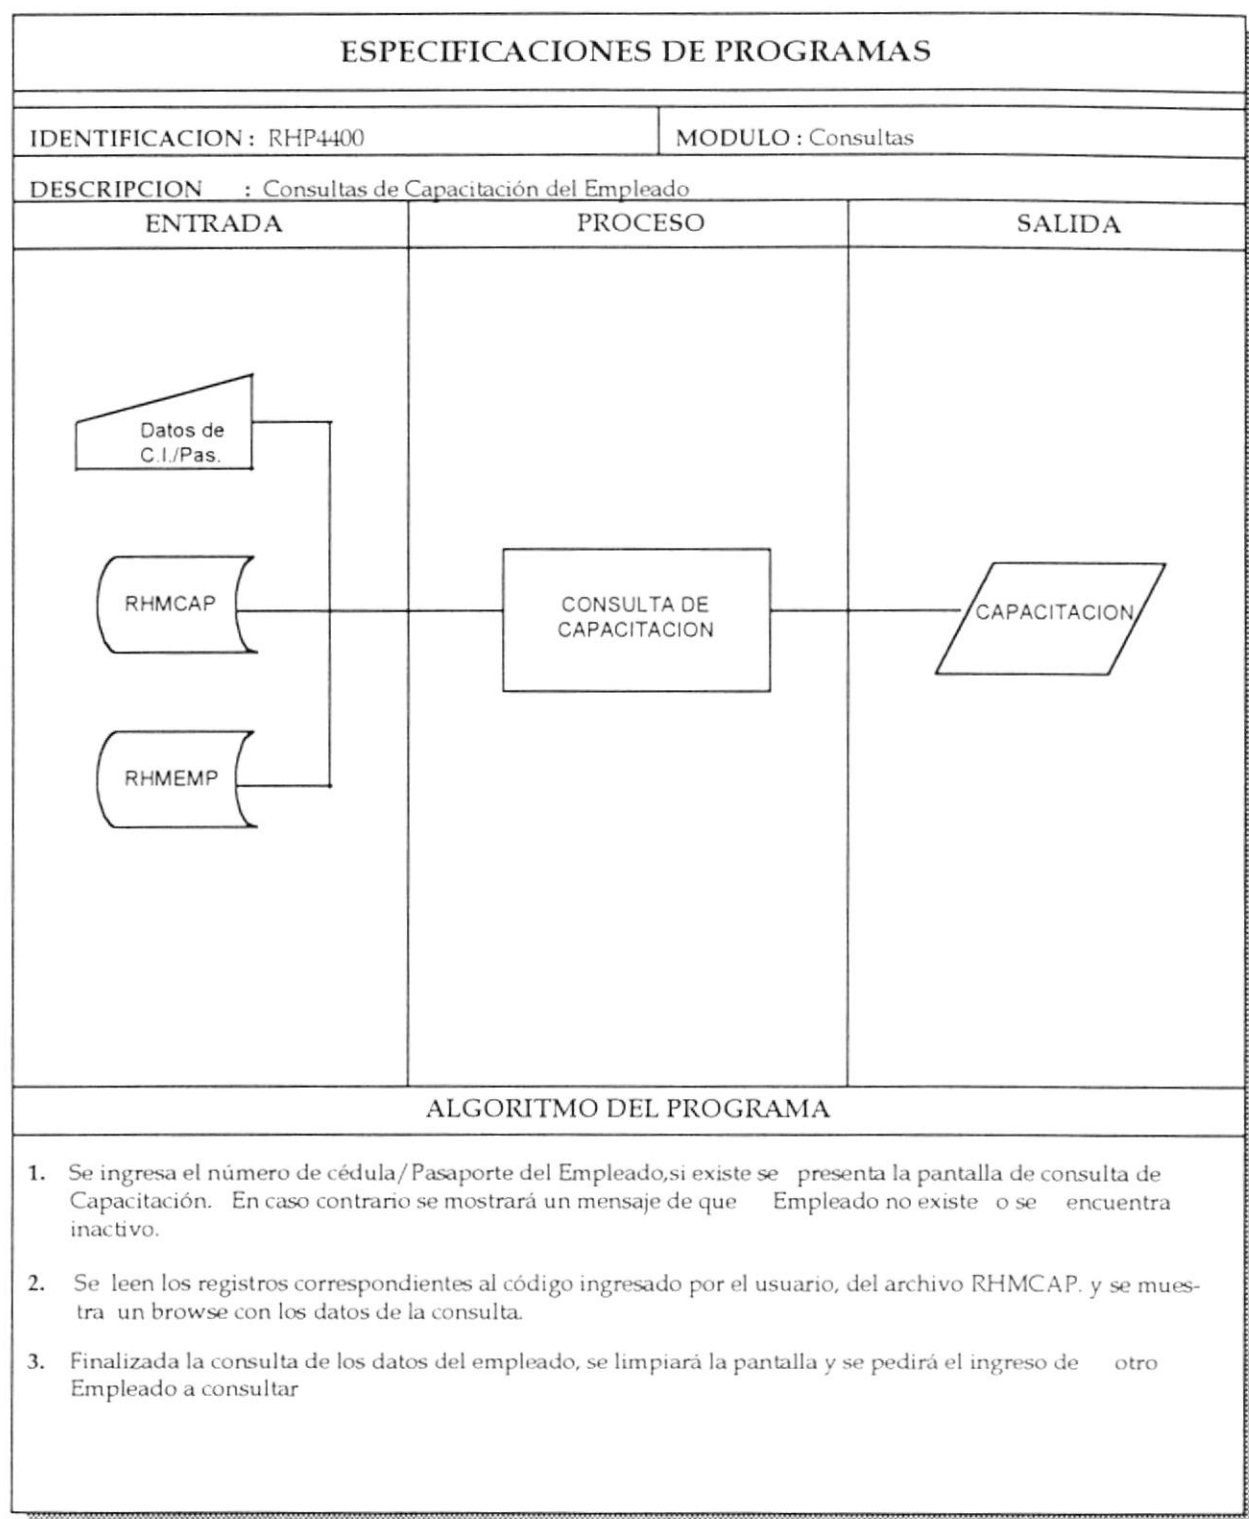 ESPECIFICACIONES DE PROGRAMAS
IDENTIFICACION : RHP4400
MODULO : Consultas
DESCRIPCION : Consultas de Capacitación del Empleado
ENTRADA
PROCESO
SALIDA
Datos de
C.I./Pas.
RHMCAP
CONSULTA DE
CAPACITACION
CAPACITACION
RHMEMP
ALGORITMO DEL PROGRAMA
1. Se ingresa el número de cédula/Pasaporte del Empleado,si existe se presenta la pantalla de consulta de
Capacitación. En caso contrario se mostrará un mensaje de que Empleado no existe o se encuentra
inactivo.
2. Se leen los registros correspondientes al código ingresado por el usuario, del archivo RHMCAP. y se mues-
tra un browse con los datos de la consulta.
3. Finalizada la consulta de los datos del empleado, se limpiará la pantalla y se pedirá el ingreso de otro
Empleado a consultar